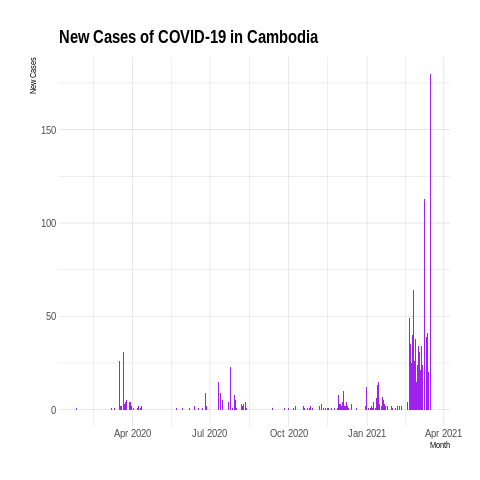 New Cases of COVID-19 in Cambodia
New Cases
150
100
50
0
Apr 2020 Jul 2020 Oct 2020 Jan 2021 Apr 2021
Month